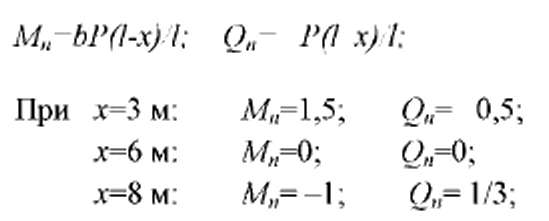 Mₙ=bP(l-x)/l;   Qₙ=   P(l   x)/l;
При   x=3 м:   Mₙ=1,5;   Qₙ=   0,5;
x=6 м:   Mₙ=0;   Qₙ=0;
x=8 м:   Mₙ= –1;   Qₙ= 1/3;